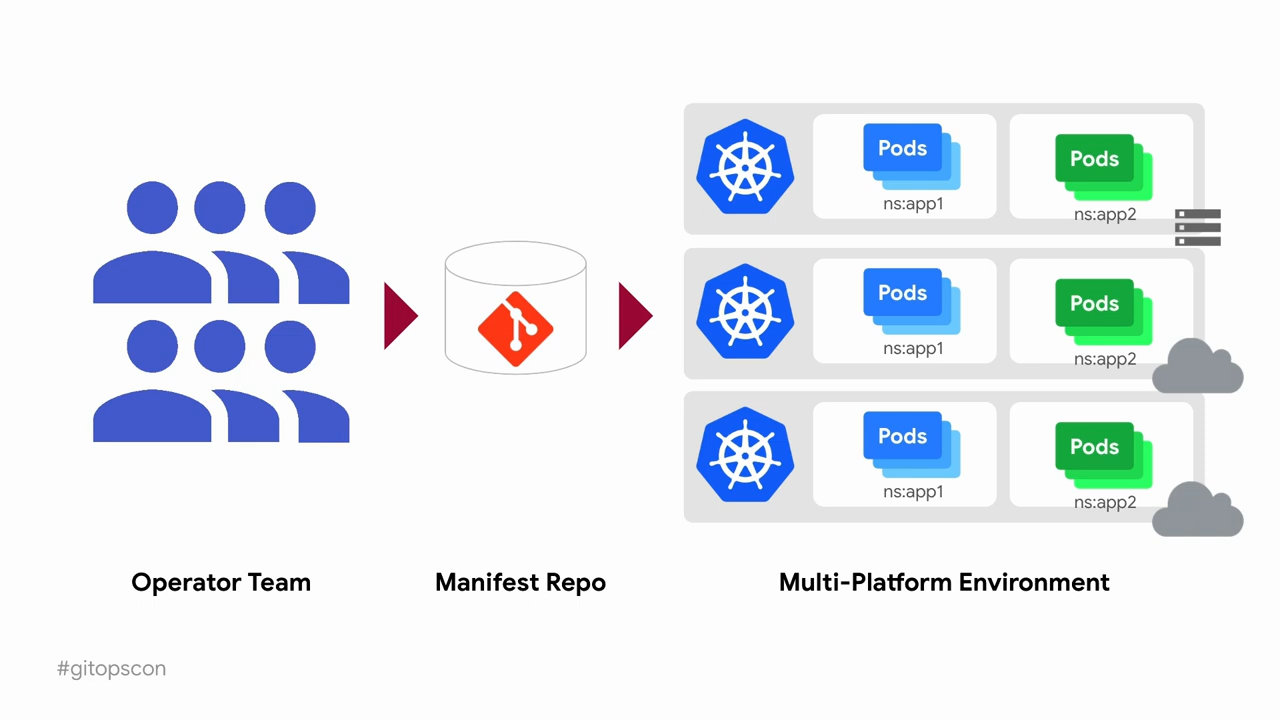 Pods
ns:app1
Pods
ns:app2
Pods
ns:app1
Pods
ns:app2
Pods
ns:app1
Pods
ns:app2
Operator Team
Manifest Repo
Multi-Platform Environment
#gitopscon